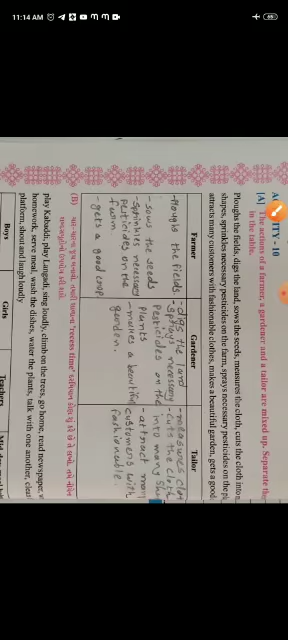 11:14 AM
69
ACTIVITY - 10
[A] The actions of a farmer, a gardener and a tailor are mixed up. Separate the
in the table.
Ploughs the fields, digs the land, sows the seeds, measures the cloth, cuts the cloth into
shapes, sprinkles necessary pesticides on the farm, sprays necessary pesticides on the pl
attracts many customers with fashionable clothes, makes a beautiful garden, gets a good
Farmer Gardener Tailor
-ploughs the fields
-sows the seeds
-sprinkles necessary
pesticides on the
farm.
-gets a good crop
-digs the land
-sprays necessary
pesticides on the
plants
-makes a beautiful
garden.
-measures clo
-cuts the cloth
into many sha
-attract many
customers with
fashionable.
(B) 'recess time'
play Kabaddi, play Langadi, sing loudly, climb on the trees, go home, read newspaper, w
homework, serve meal, wash the dishes, water the plants, talk with one another, clean
platform, shout and laugh loudly
Boys Girls Teachers